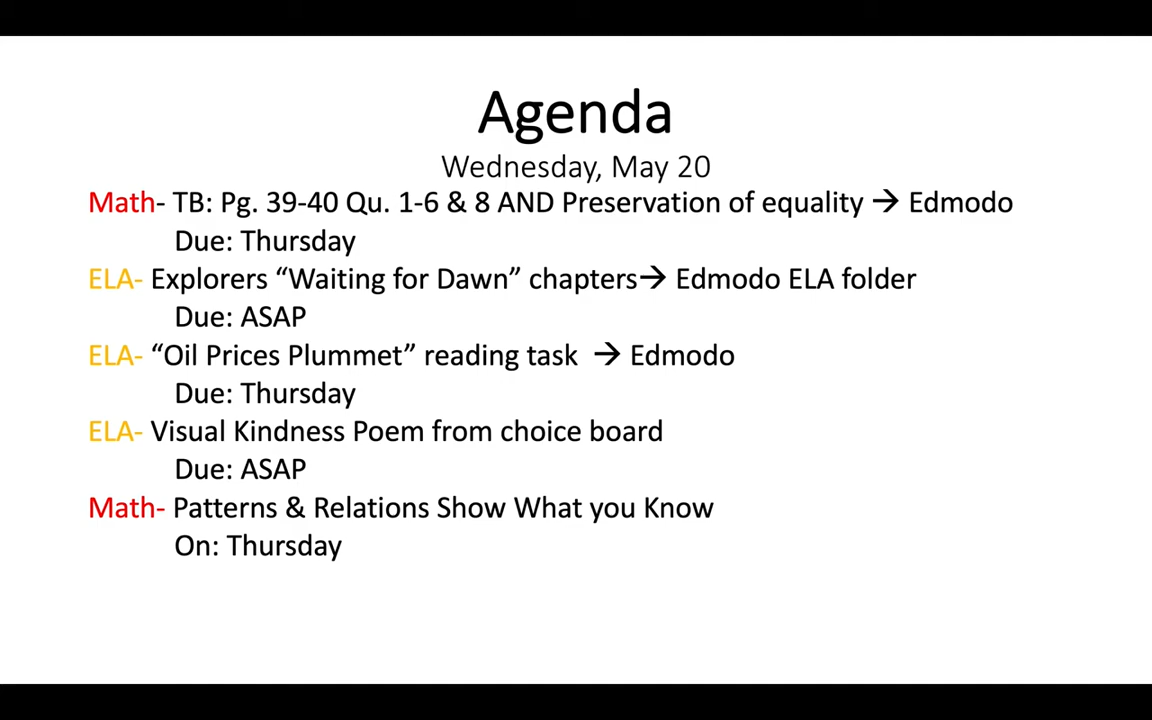 Agenda
Wednesday, May 20
Math- TB: Pg. 39-40 Qu. 1-6 & 8 AND Preservation of equality → Edmodo
Due: Thursday
ELA- Explorers “Waiting for Dawn” chapters→ Edmodo ELA folder
Due: ASAP
ELA- “Oil Prices Plummet” reading task → Edmodo
Due: Thursday
ELA- Visual Kindness Poem from choice board
Due: ASAP
Math- Patterns & Relations Show What you Know
On: Thursday